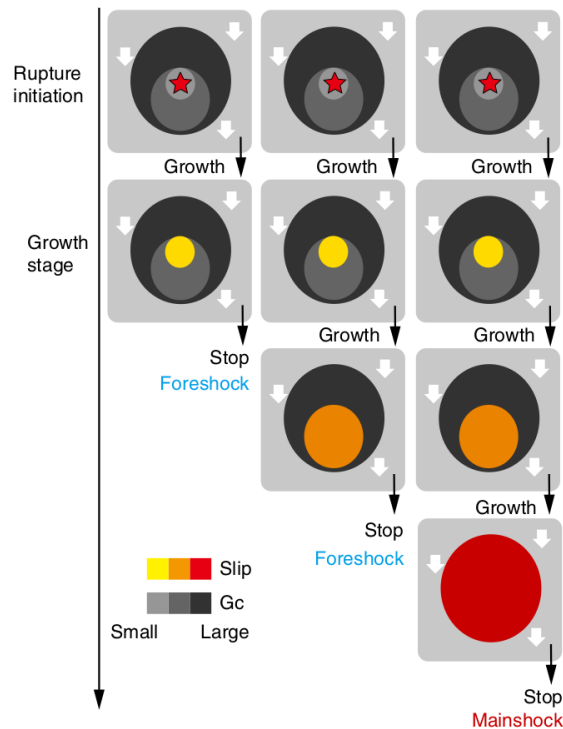 Rupture
initiation
Growth
Growth
Growth
Growth
stage
Stop
Foreshock
Growth
Growth
Stop
Foreshock
Growth
Slip
Gc
Small
Large
Stop
Mainshock